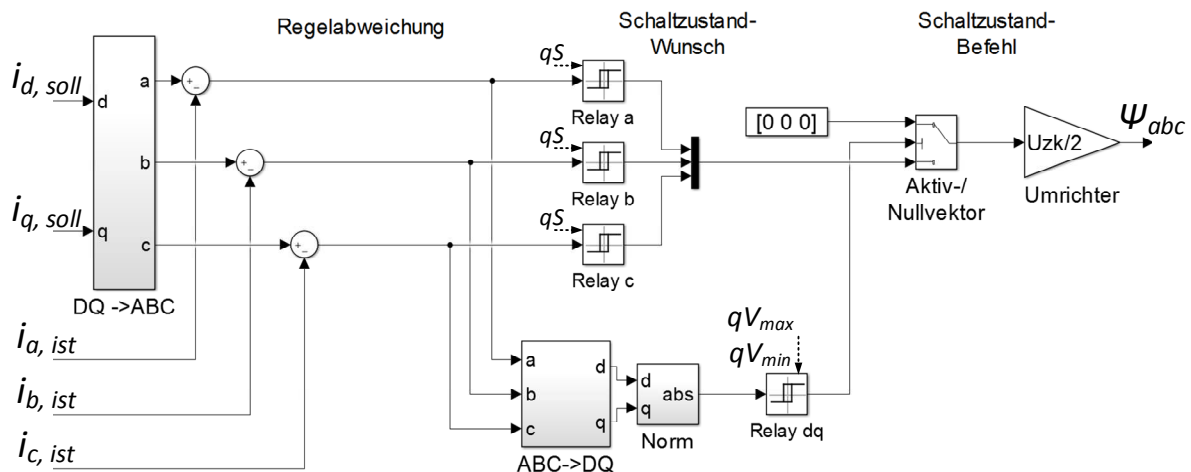 Regelabweichung
Schaltzustand-
Wunsch
Schaltzustand-
Befehl
i_d, soll
i_q, soll
d
q
a
b
c
DQ ->ABC
+
−
+
−
+
−
i_a, ist
i_b, ist
i_c, ist
qS
Relay a
qS
Relay b
qS
Relay c
[0 0 0]
Aktiv-/
Nullvektor
Uzk/2
Umrichter
Ψ_abc
a
b
c
d
q
ABC->DQ
d
q
abs
Norm
qV_max
qV_min
Relay dq